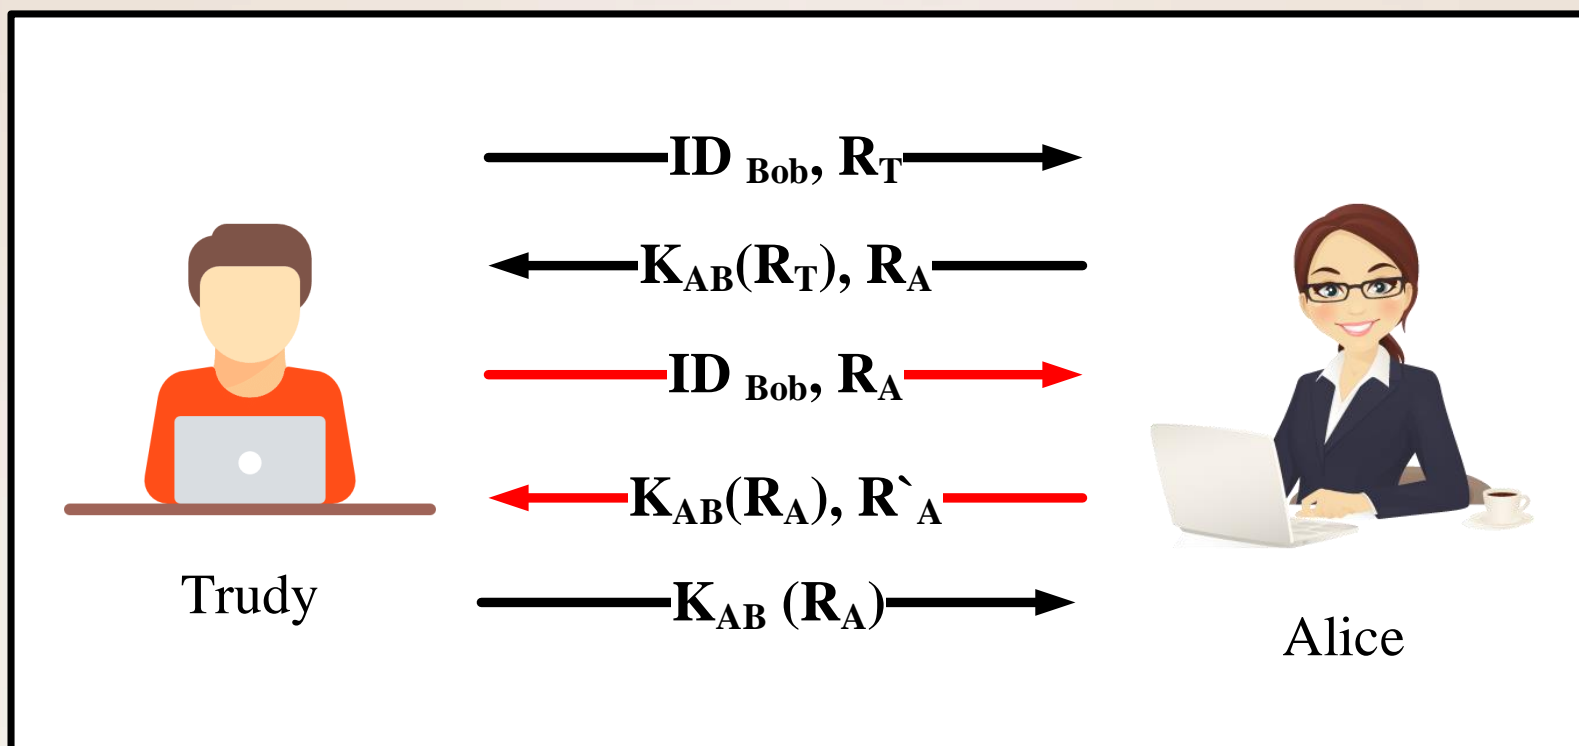 ID Bob, RT
KAB(RT), RA
ID Bob, RA
KAB(RA), R`A
KAB (RA)
Trudy
Alice